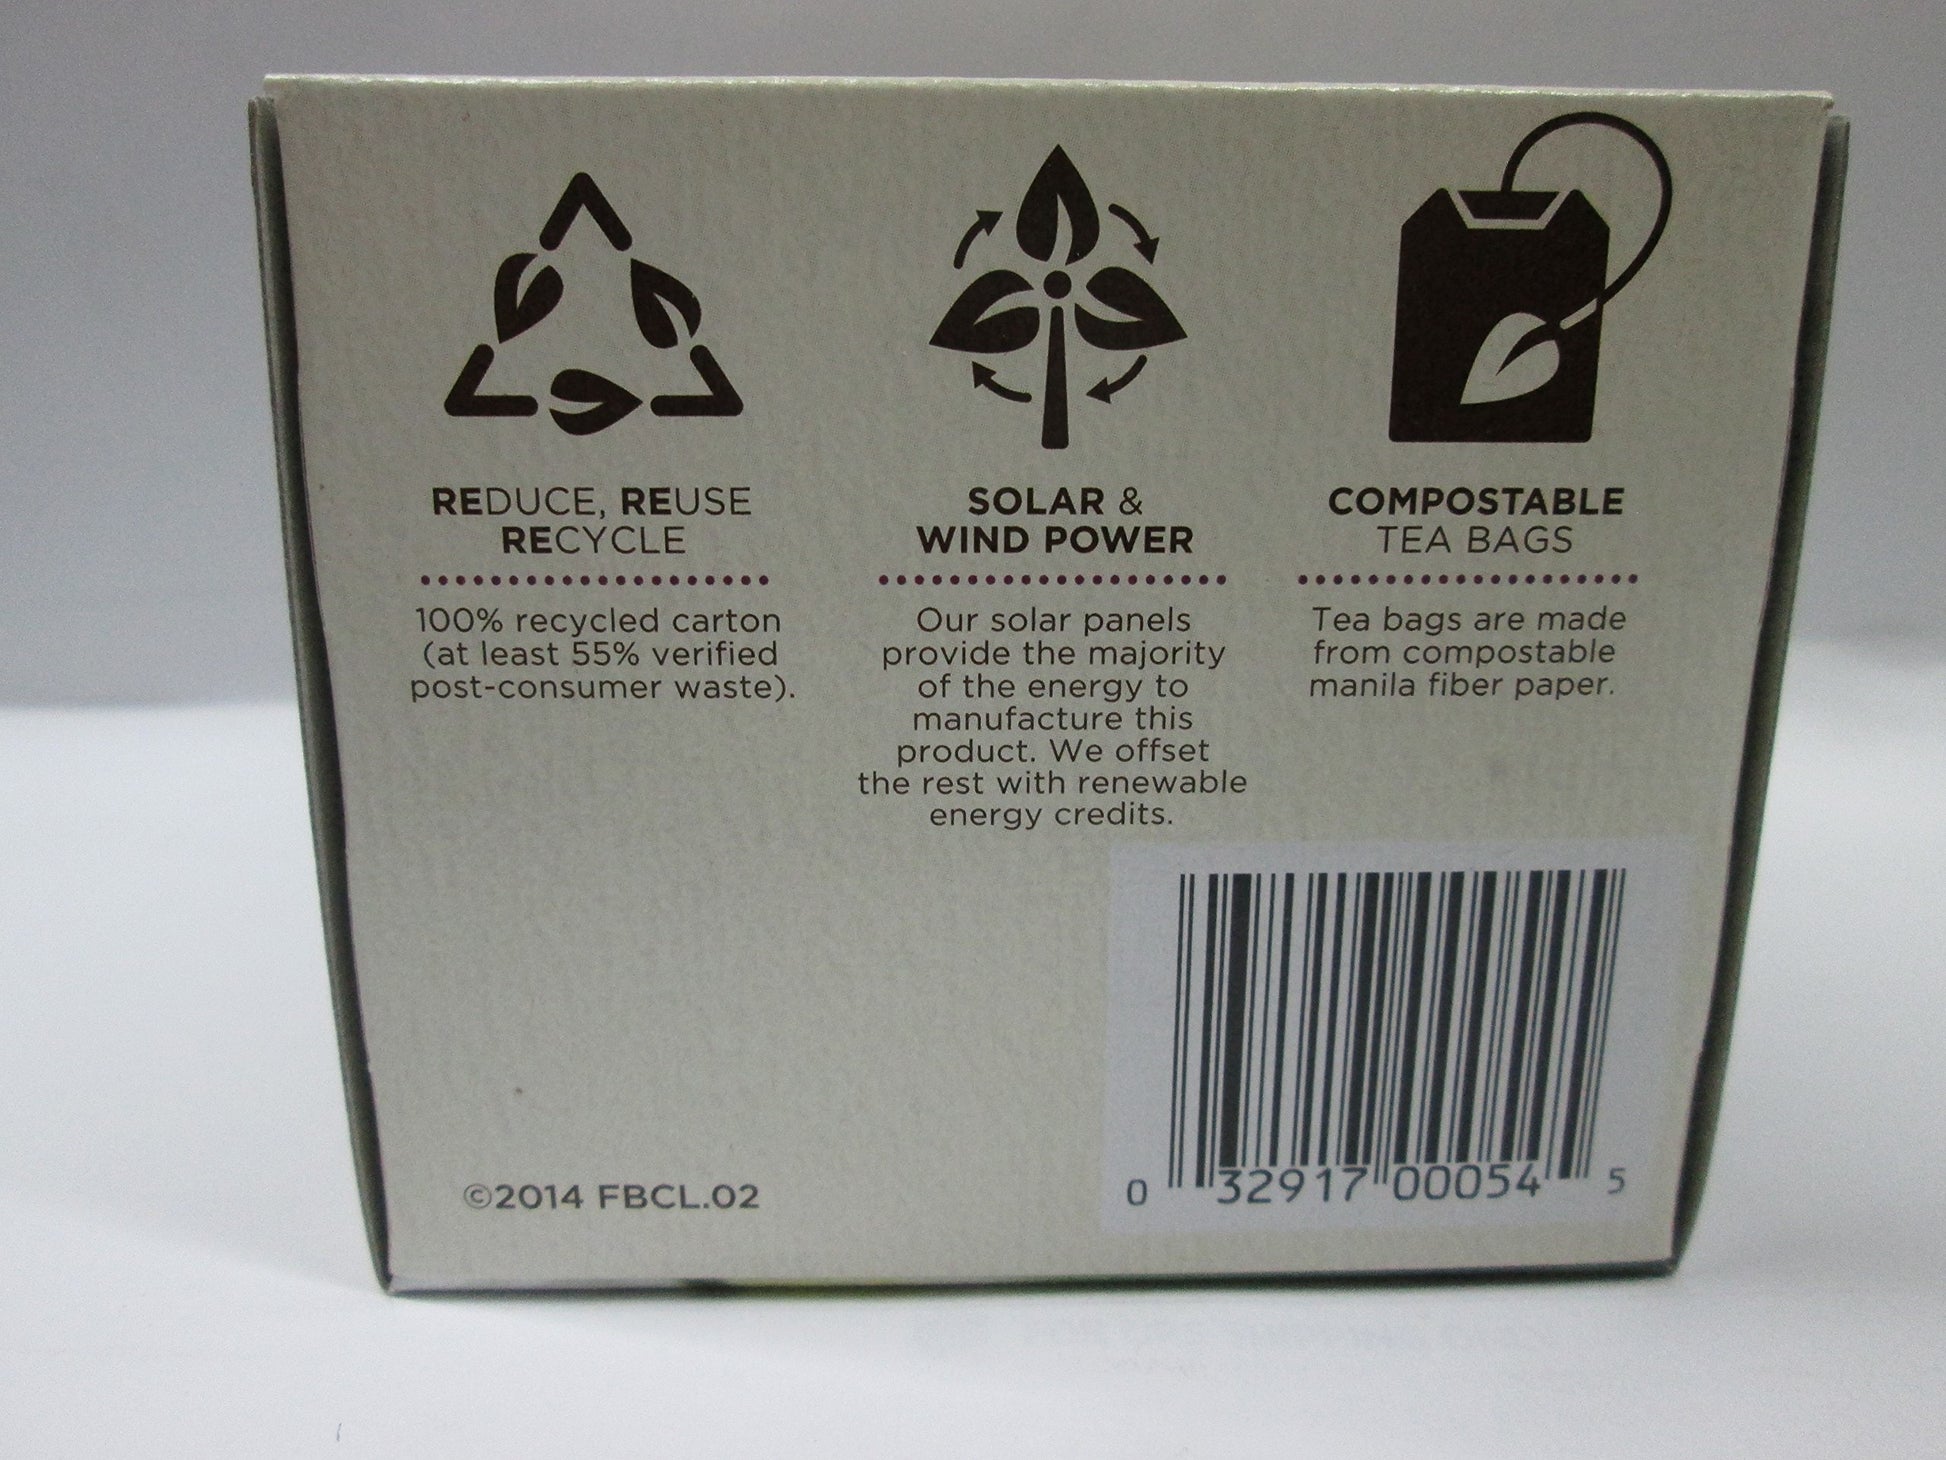 REDUCE, REUSE
RECYCLE
100% recycled carton
(at least 55% verified
post-consumer waste).
SOLAR &
WIND POWER
Our solar panels
provide the majority
of the energy to
manufacture this
product. We offset
the rest with renewable
energy credits.
COMPOSTABLE
TEA BAGS
Tea bags are made
from compostable
manila fiber paper.
©2014 FBCL.02
0 32917 00054 5